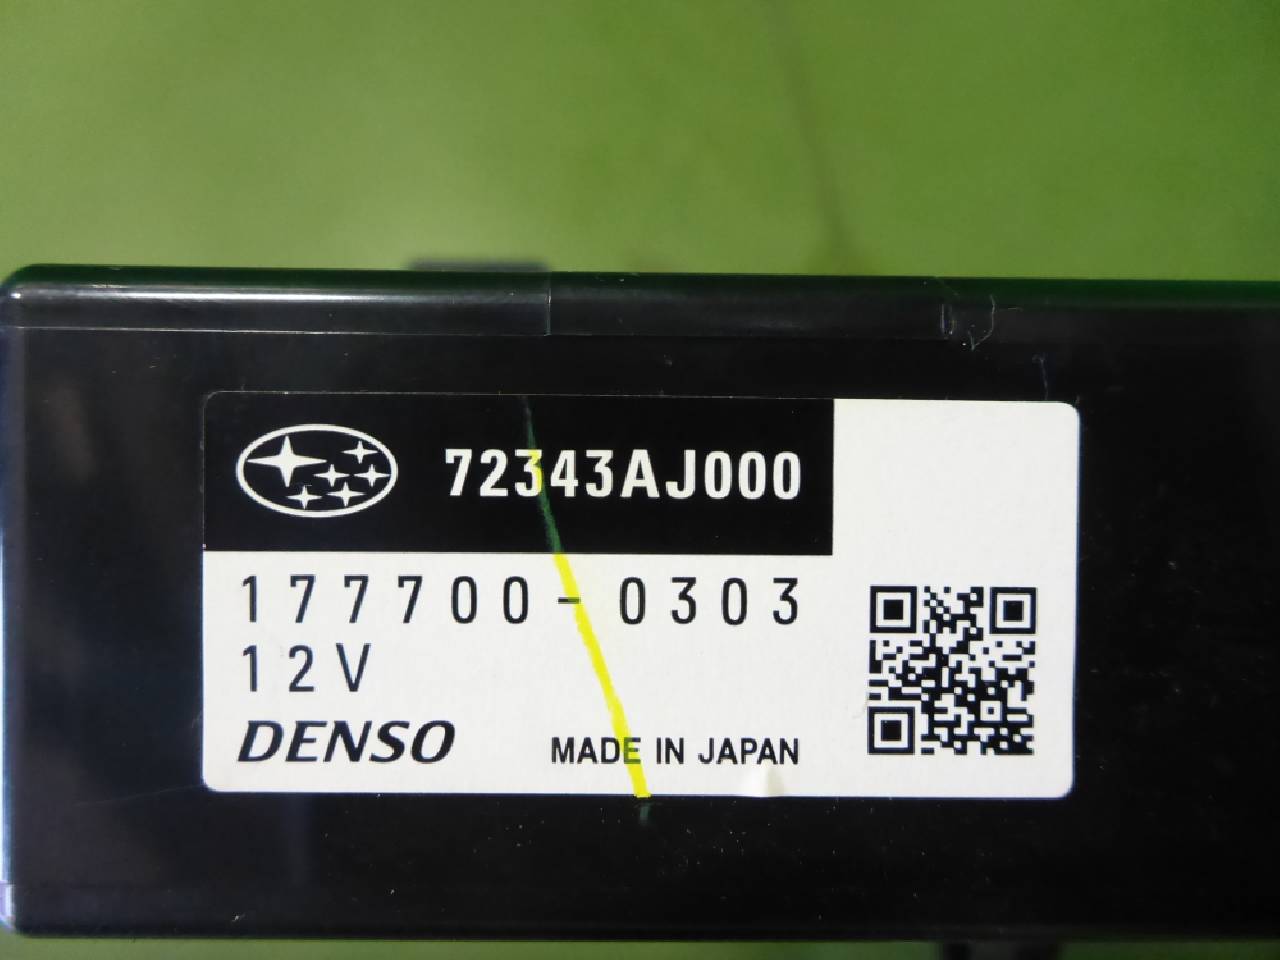 72343AJ000
177700-0303
12V
DENSO
MADE IN JAPAN